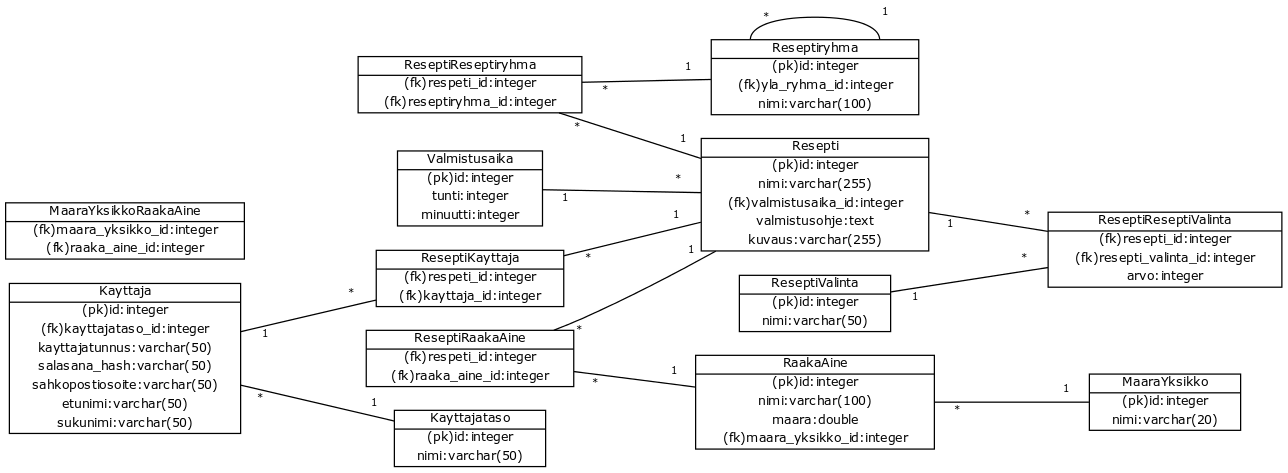 *
1
Reseptiryhma
(pk)id:integer
(fk)yla_ryhma_id:integer
nimi:varchar(100)
ReseptiReseptiryhma
(fk)respeti_id:integer
(fk)reseptiryhma_id:integer
1
*
*
1
Resepti
(pk)id:integer
nimi:varchar(255)
(fk)valmistusaika_id:integer
valmistusohje:text
kuvaus:varchar(255)
Valmistusaika
(pk)id:integer
tunti:integer
minuutti:integer
*
1
MaaraYksikkoRaakaAine
(fk)maara_yksikko_id:integer
(fk)raaka_aine_id:integer
ReseptiReseptiValinta
(fk)resepti_id:integer
(fk)resepti_valinta_id:integer
arvo:integer
*
1
1
*
ReseptiKayttaja
(fk)respeti_id:integer
(fk)kayttaja_id:integer
1
*
ReseptiValinta
(pk)id:integer
nimi:varchar(50)
*
1
Kayttaja
(pk)id:integer
(fk)kayttajataso_id:integer
kayttajatunnus:varchar(50)
salasana_hash:varchar(50)
sahkopostiosoite:varchar(50)
etunimi:varchar(50)
sukunimi:varchar(50)
*
1
ReseptiRaakaAine
(fk)respeti_id:integer
(fk)raaka_aine_id:integer
*
1
*
RaakaAine
(pk)id:integer
nimi:varchar(100)
maara:double
(fk)maara_yksikko_id:integer
MaaraYksikko
(pk)id:integer
nimi:varchar(20)
1
*
*
1
Kayttajataso
(pk)id:integer
nimi:varchar(50)